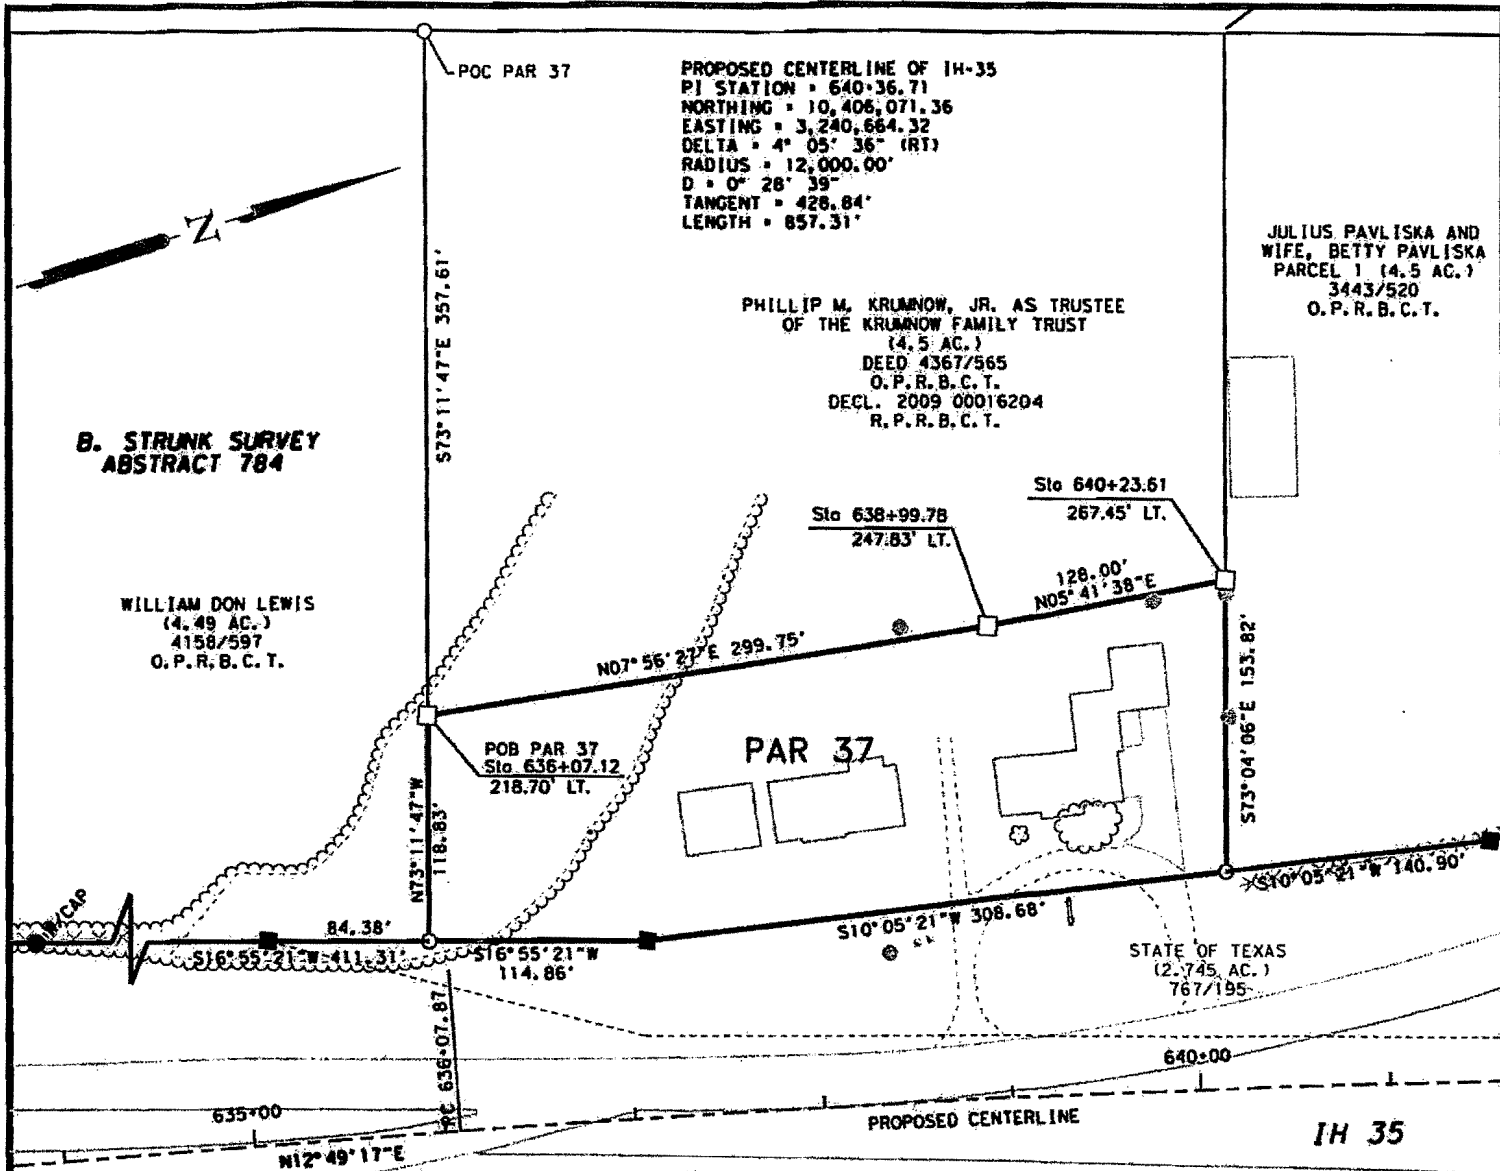 POC PAR 37
PROPOSED CENTERLINE OF IH-35
PI STATION = 640+36.71
NORTHING = 10,406,071.36
EASTING = 3,240,664.32
DELTA = 4° 05' 36" (RT)
RADIUS = 12,000.00'
D = 0° 28' 39"
TANGENT = 428.84'
LENGTH = 857.31'
N
S73°11'47"E 357.61'
JULIUS PAVLISKA AND
WIFE, BETTY PAVLISKA
PARCEL 1 (4.5 AC.)
3443/520
O.P.R.B.C.T.
PHILLIP M. KRUMNOW, JR. AS TRUSTEE
OF THE KRUMNOW FAMILY TRUST
(4.5 AC.)
DEED 4367/565
O.P.R.B.C.T.
DECL. 2009 00016204
R.P.R.B.C.T.
B. STRUNK SURVEY
ABSTRACT 784
Sta 640+23.61
267.45' LT.
Sta 638+99.78
247.83' LT.
128.00'
N05°41'38"E
WILLIAM DON LEWIS
(4.49 AC.)
4158/597
O.P.R.B.C.T.
N07°56'27"E 299.75'
S73°04'06"E 153.82'
POB PAR 37
Sta 636+07.12
218.70' LT.
PAR 37
N73°11'47"W
118.83'
IR/CAP
84.38'
S16°55'21"W 411.31'
S16°55'21"W
114.86'
S10°05'21"W 308.68'
S10°05'21"W 140.90'
STATE OF TEXAS
(2.745 AC.)
767/195
PC 636+07.87
640+00
635+00
PROPOSED CENTERLINE
IH 35
N12°49'17"E